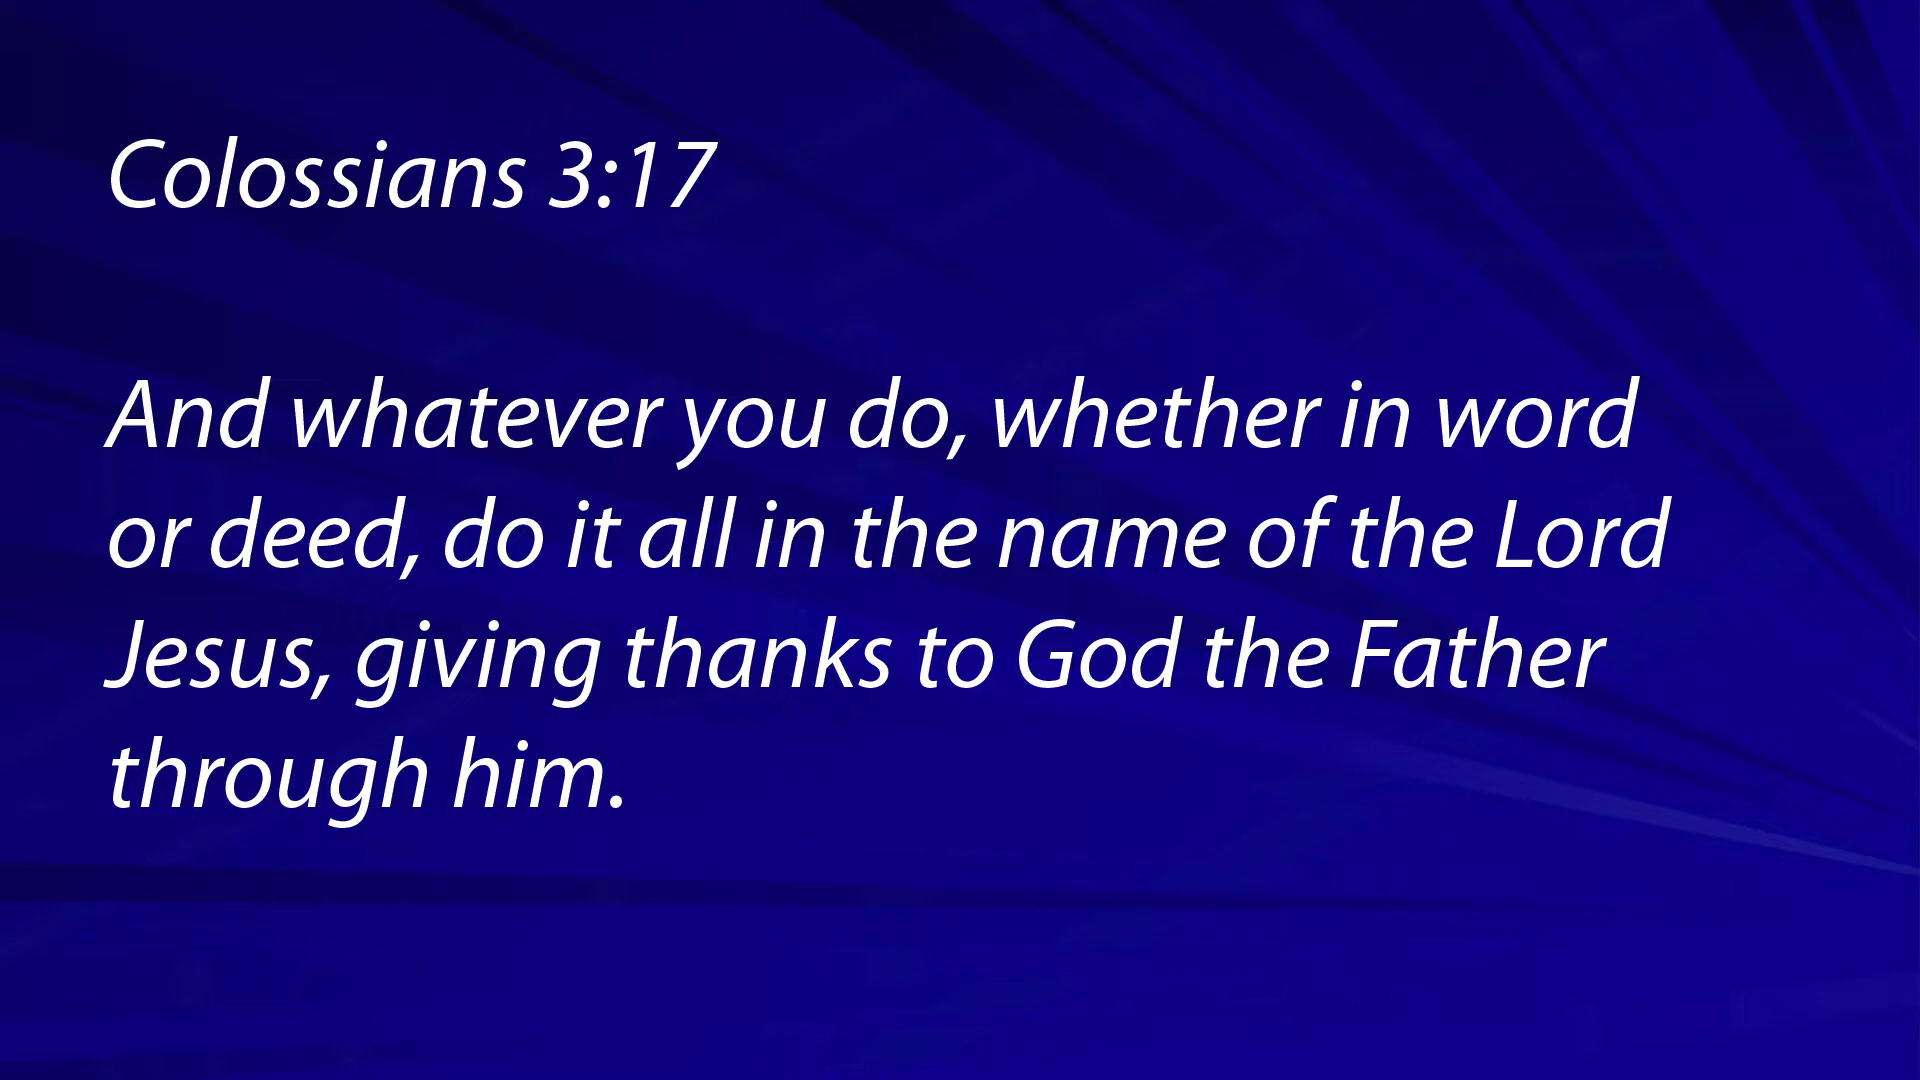 Colossians 3:17
And whatever you do, whether in word
or deed, do it all in the name of the Lord
Jesus, giving thanks to God the Father
through him.